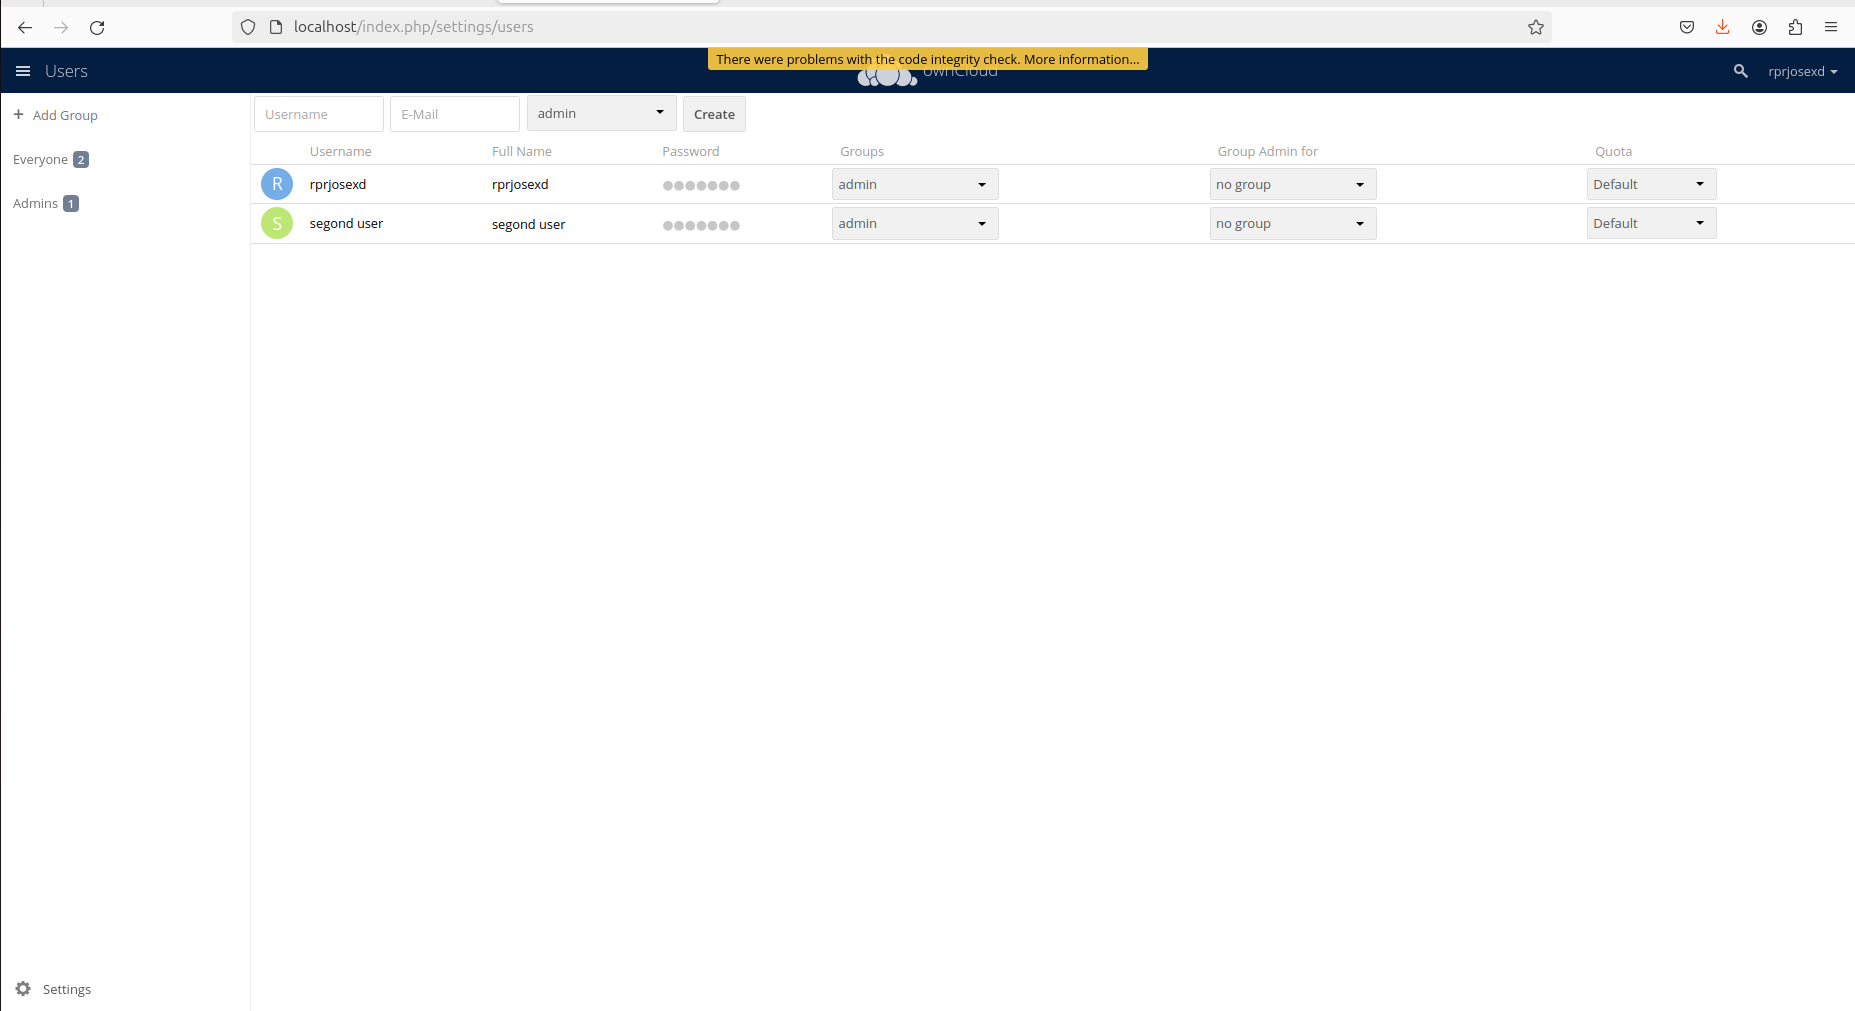 localhost/index.php/settings/users
There were problems with the code integrity check. More information...
Users
ownCloud
rprjosexd
+ Add Group
Username E-Mail admin Create
Everyone 2
Username Full Name Password Groups Group Admin for Quota
R rprjosexd rprjosexd admin no group Default
Admins 1
S segond user segond user admin no group Default
Settings